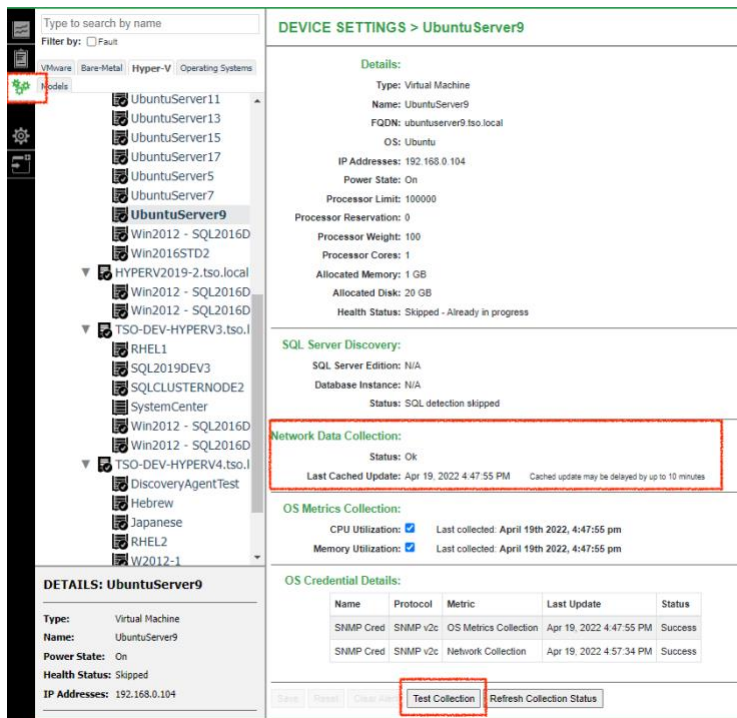 Type to search by name
Filter by: Fault
VMware Bare-Metal Hyper-V Operating Systems
Models
UbuntuServer11
UbuntuServer13
UbuntuServer15
UbuntuServer17
UbuntuServer5
UbuntuServer7
UbuntuServer9
Win2012 - SQL2016D
Win2016STD2
HYPERV2019-2.tso.local
Win2012 - SQL2016D
Win2012 - SQL2016D
TSO-DEV-HYPERV3.tso.l
RHEL1
SQL2019DEV3
SQLCLUSTERNODE2
SystemCenter
Win2012 - SQL2016D
Win2012 - SQL2016D
TSO-DEV-HYPERV4.tso.l
DiscoveryAgentTest
Hebrew
Japanese
RHEL2
W2012-1
DETAILS: UbuntuServer9
Type: Virtual Machine
Name: UbuntuServer9
Power State: On
Health Status: Skipped
IP Addresses: 192.168.0.104
DEVICE SETTINGS > UbuntuServer9
Details:
Type: Virtual Machine
Name: UbuntuServer9
FQDN: ubuntuserver9.tso.local
OS: Ubuntu
IP Addresses: 192.168.0.104
Power State: On
Processor Limit: 100000
Processor Reservation: 0
Processor Weight: 100
Processor Cores: 1
Allocated Memory: 1 GB
Allocated Disk: 20 GB
Health Status: Skipped - Already in progress
SQL Server Discovery:
SQL Server Edition: N/A
Database Instance: N/A
Status: SQL detection skipped
Network Data Collection:
Status: Ok
Last Cached Update: Apr 19, 2022 4:47:55 PM Cached update may be delayed by up to 10 minutes
OS Metrics Collection:
CPU Utilization: Last collected: April 19th 2022, 4:47:55 pm
Memory Utilization: Last collected: April 19th 2022, 4:47:55 pm
OS Credential Details:
Name Protocol Metric Last Update Status
SNMP Cred SNMP v2c OS Metrics Collection Apr 19, 2022 4:47:55 PM Success
SNMP Cred SNMP v2c Network Collection Apr 19, 2022 4:57:34 PM Success
Save Reset Clear Alert Test Collection Refresh Collection Status